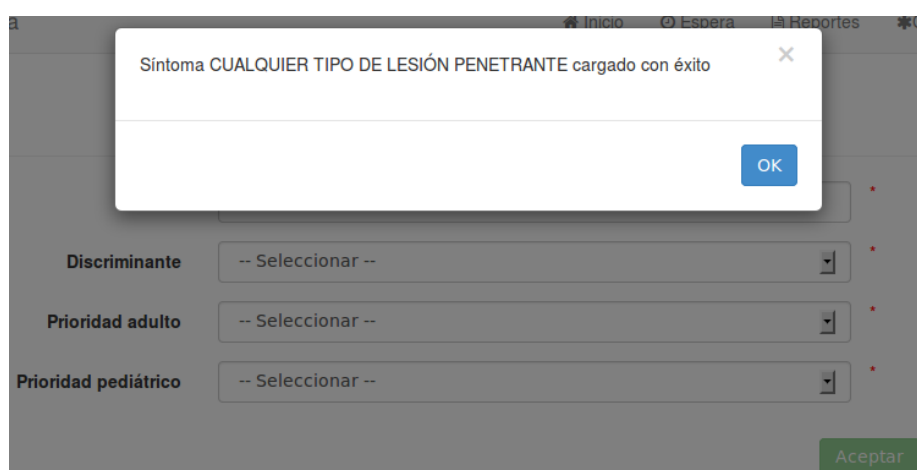 a
Inicio
Espera
Reportes
Síntoma CUALQUIER TIPO DE LESIÓN PENETRANTE cargado con éxito
×
OK
*
Discriminante
-- Seleccionar --
*
Prioridad adulto
-- Seleccionar --
*
Prioridad pediátrico
-- Seleccionar --
*
Aceptar